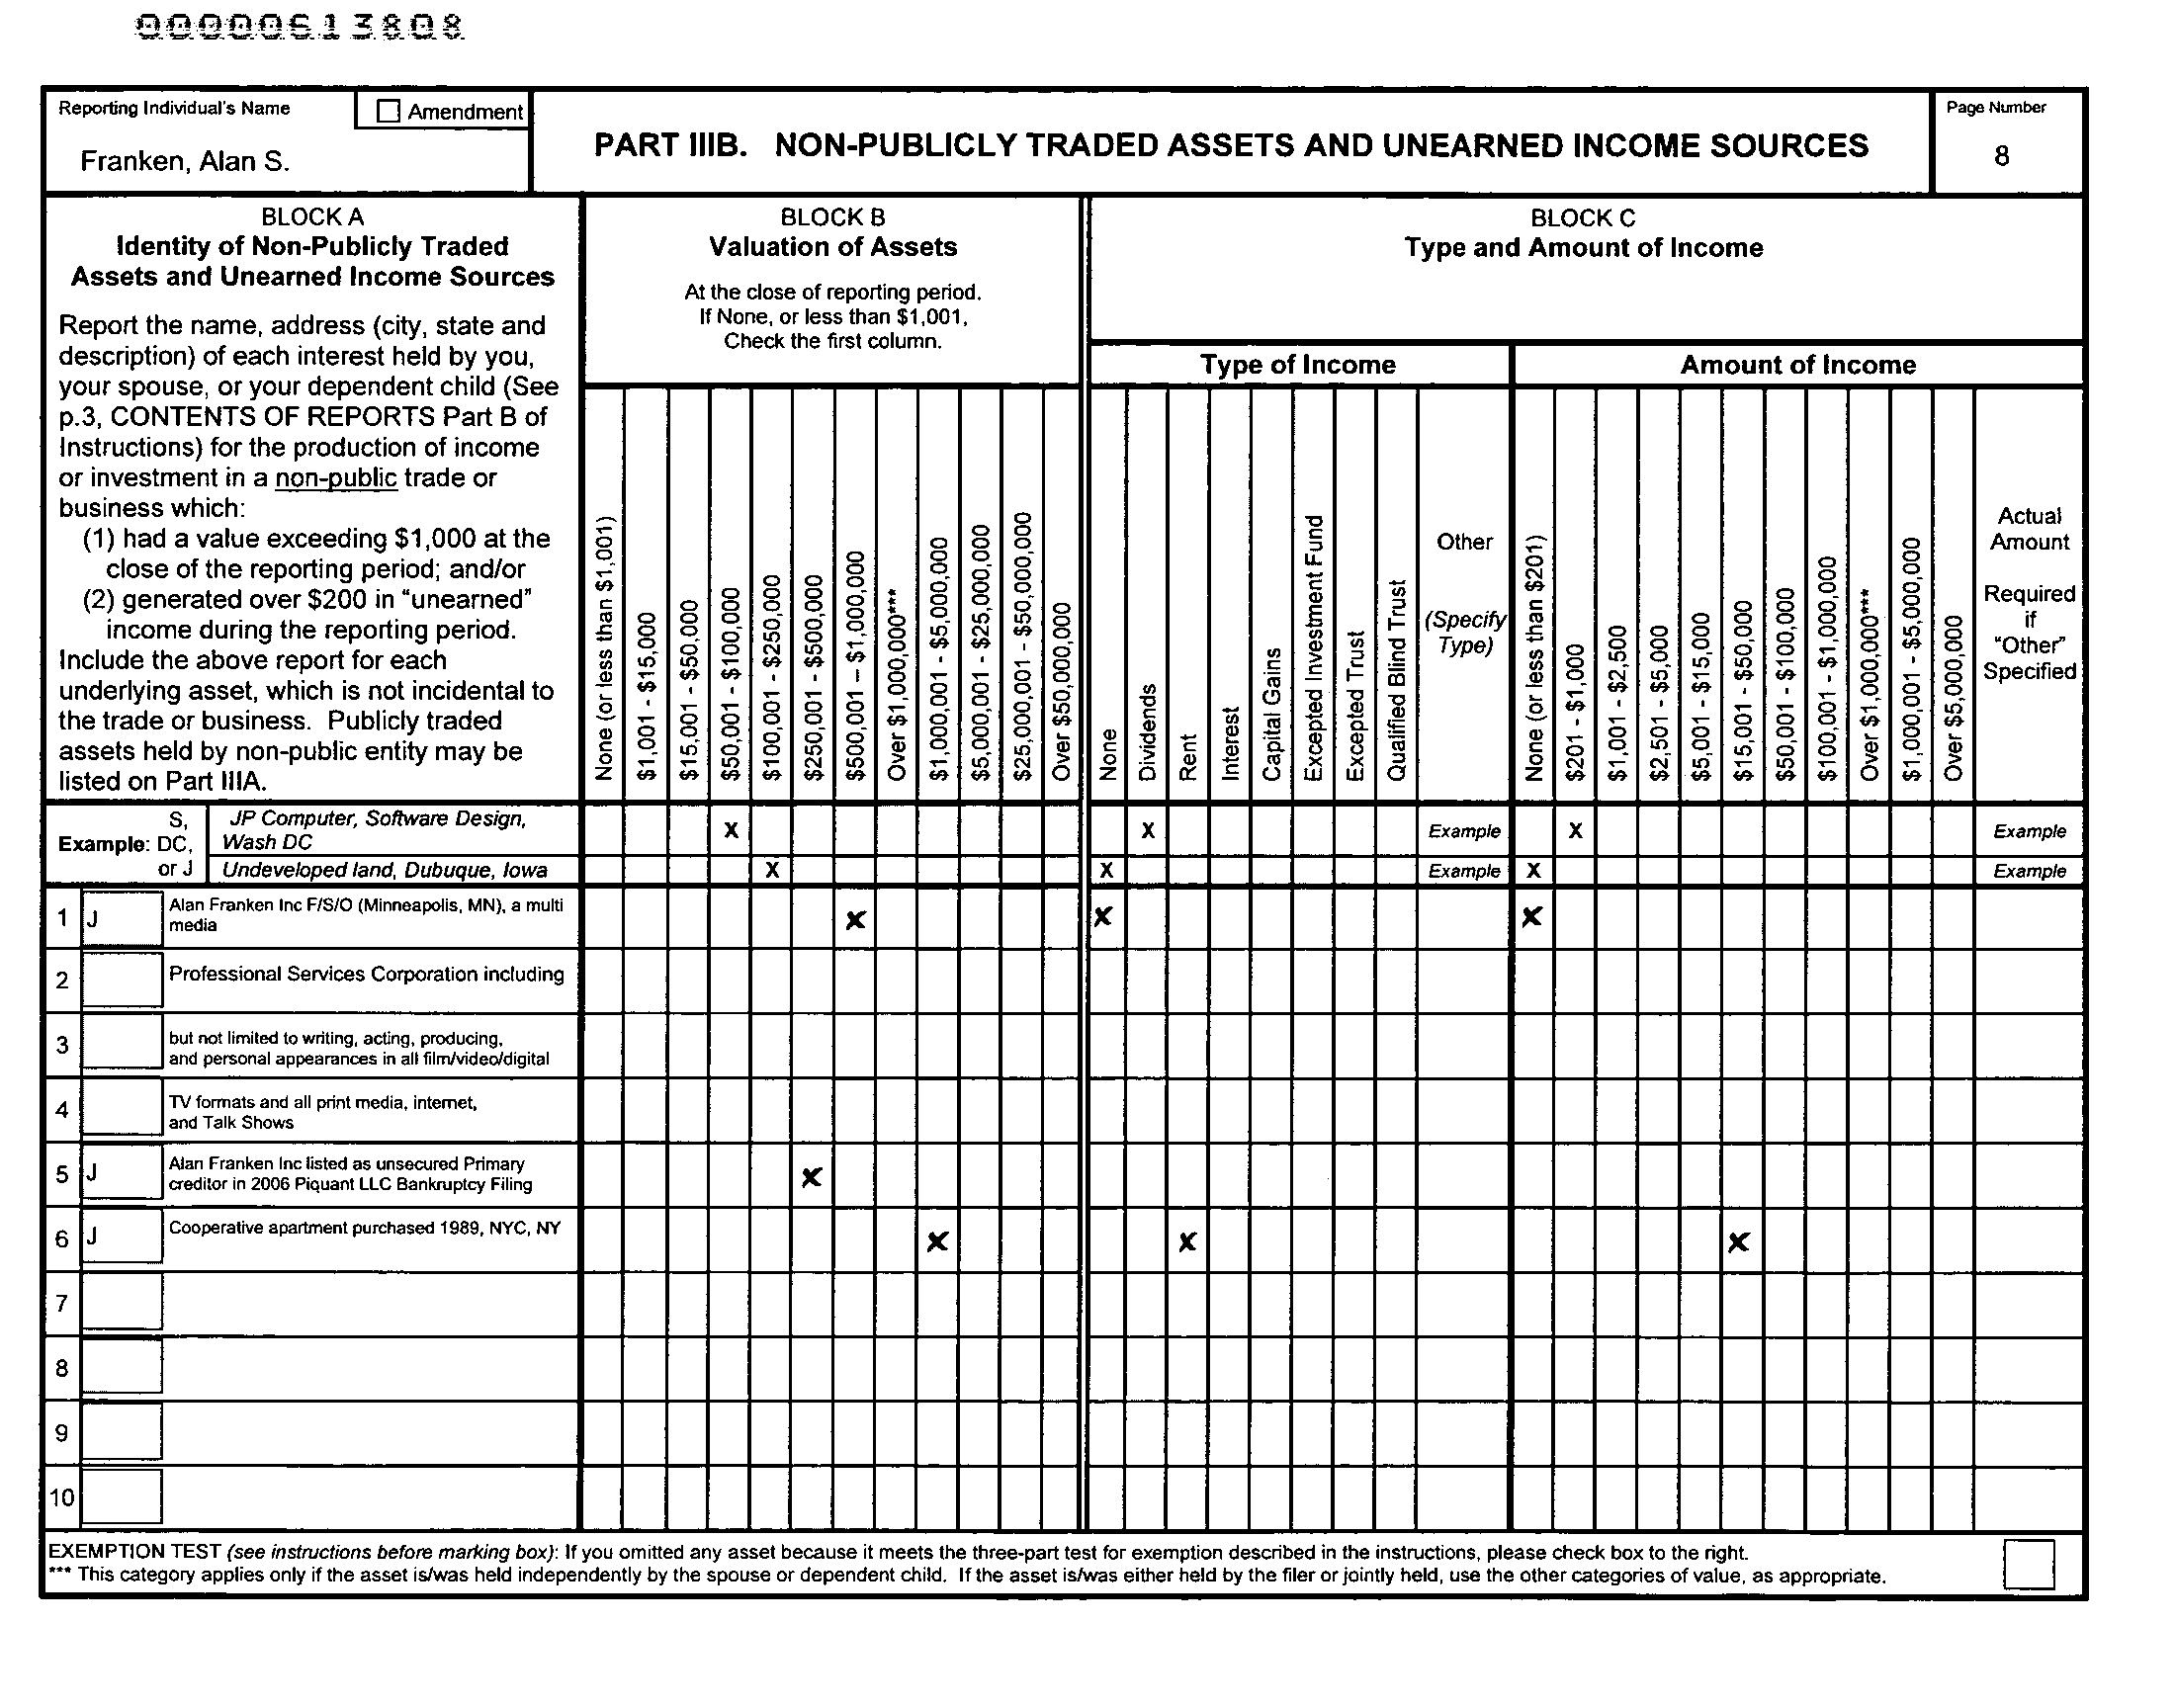 00000613808
Reporting Individual's Name
Amendment
Franken, Alan S.
PART IIIB. NON-PUBLICLY TRADED ASSETS AND UNEARNED INCOME SOURCES
Page Number
8
BLOCK A
Identity of Non-Publicly Traded
Assets and Unearned Income Sources
Report the name, address (city, state and
description) of each interest held by you,
your spouse, or your dependent child (See
p.3, CONTENTS OF REPORTS Part B of
Instructions) for the production of income
or investment in a non-public trade or
business which:
(1) had a value exceeding $1,000 at the
close of the reporting period; and/or
(2) generated over $200 in "unearned"
income during the reporting period.
Include the above report for each
underlying asset, which is not incidental to
the trade or business. Publicly traded
assets held by non-public entity may be
listed on Part IIIA.
BLOCK B
Valuation of Assets
At the close of reporting period.
If None, or less than $1,001,
Check the first column.
None (or less than $1,001)
$1,001 - $15,000
$15,001 - $50,000
$50,001 - $100,000
$100,001 - $250,000
$250,001 - $500,000
$500,001 – $1,000,000
Over $1,000,000***
$1,000,001 - $5,000,000
$5,000,001 - $25,000,000
$25,000,001 - $50,000,000
Over $50,000,000
BLOCK C
Type and Amount of Income
Type of Income
None
Dividends
Rent
Interest
Capital Gains
Excepted Investment Fund
Excepted Trust
Qualified Blind Trust
Other
(Specify
Type)
Amount of Income
None (or less than $201)
$201 - $1,000
$1,001 - $2,500
$2,501 - $5,000
$5,001 - $15,000
$15,001 - $50,000
$50,001 - $100,000
$100,001 - $1,000,000
Over $1,000,000***
$1,000,001 - $5,000,000
Over $5,000,000
Actual
Amount
Required
if
"Other"
Specified
Example: S, DC, or J
JP Computer, Software Design,
Wash DC
X X Example X Example
Undeveloped land, Dubuque, Iowa X X Example X Example
1 J Alan Franken Inc F/S/O (Minneapolis, MN), a multi
media
X X X
2 Professional Services Corporation including
3 but not limited to writing, acting, producing,
and personal appearances in all film/video/digital
4 TV formats and all print media, internet,
and Talk Shows
5 J Alan Franken Inc listed as unsecured Primary
creditor in 2006 Piquant LLC Bankruptcy Filing
X
6 J Cooperative apartment purchased 1989, NYC, NY X X X
7
8
9
10
EXEMPTION TEST (see instructions before marking box): If you omitted any asset because it meets the three-part test for exemption described in the instructions, please check box to the right.
*** This category applies only if the asset is/was held independently by the spouse or dependent child. If the asset is/was either held by the filer or jointly held, use the other categories of value, as appropriate.